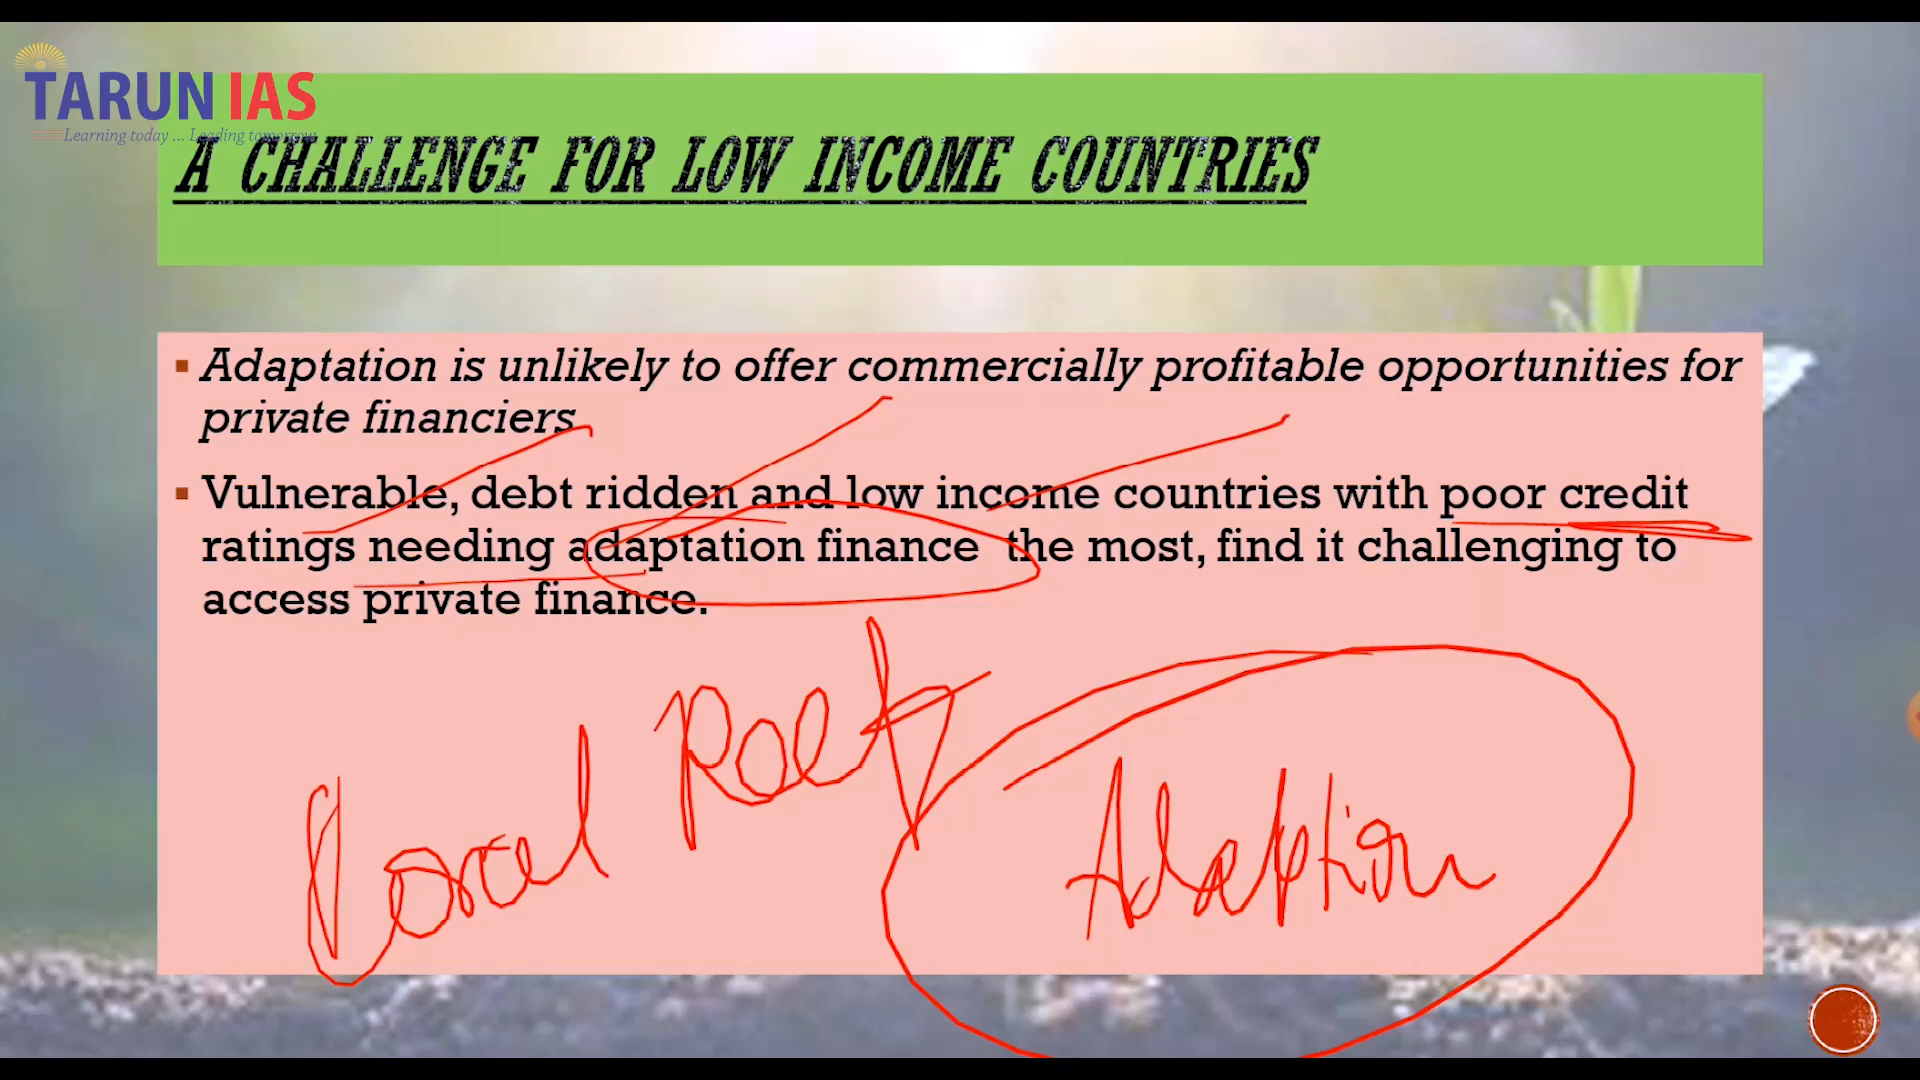 TARUN IAS
Learning today ... Leading tomorrow
A CHALLENGE FOR LOW INCOME COUNTRIES
▪ Adaptation is unlikely to offer commercially profitable opportunities for
private financiers.
▪ Vulnerable, debt ridden and low income countries with poor credit
ratings needing adaptation finance the most, find it challenging to
access private finance.
Adaption